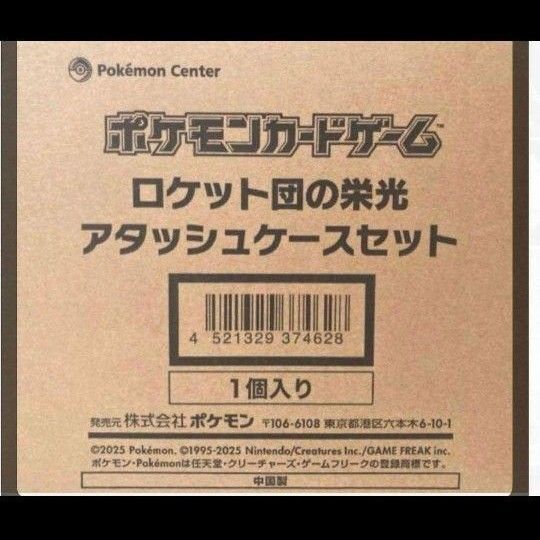 Pokémon Center
ポケモンカードゲーム™
ロケット団の栄光
アタッシュケースセット
4 521329 374628
1個入り
発売元 株式会社 ポケモン 〒106-6108 東京都港区六本木6-10-1
©2025 Pokémon. ©1995-2025 Nintendo/Creatures Inc./GAME FREAK inc.
ポケモン・Pokémonは任天堂・クリーチャーズ・ゲームフリークの登録商標です。
中国製